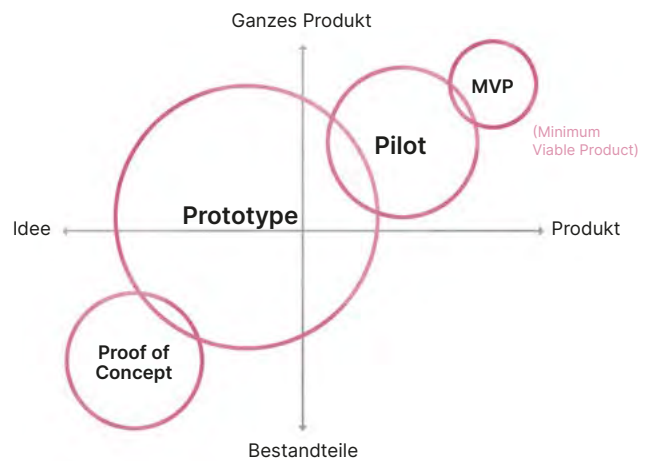 Ganzes Produkt
MVP
(Minimum
Viable Product)
Pilot
Prototype
Idee
Produkt
Proof of
Concept
Bestandteile